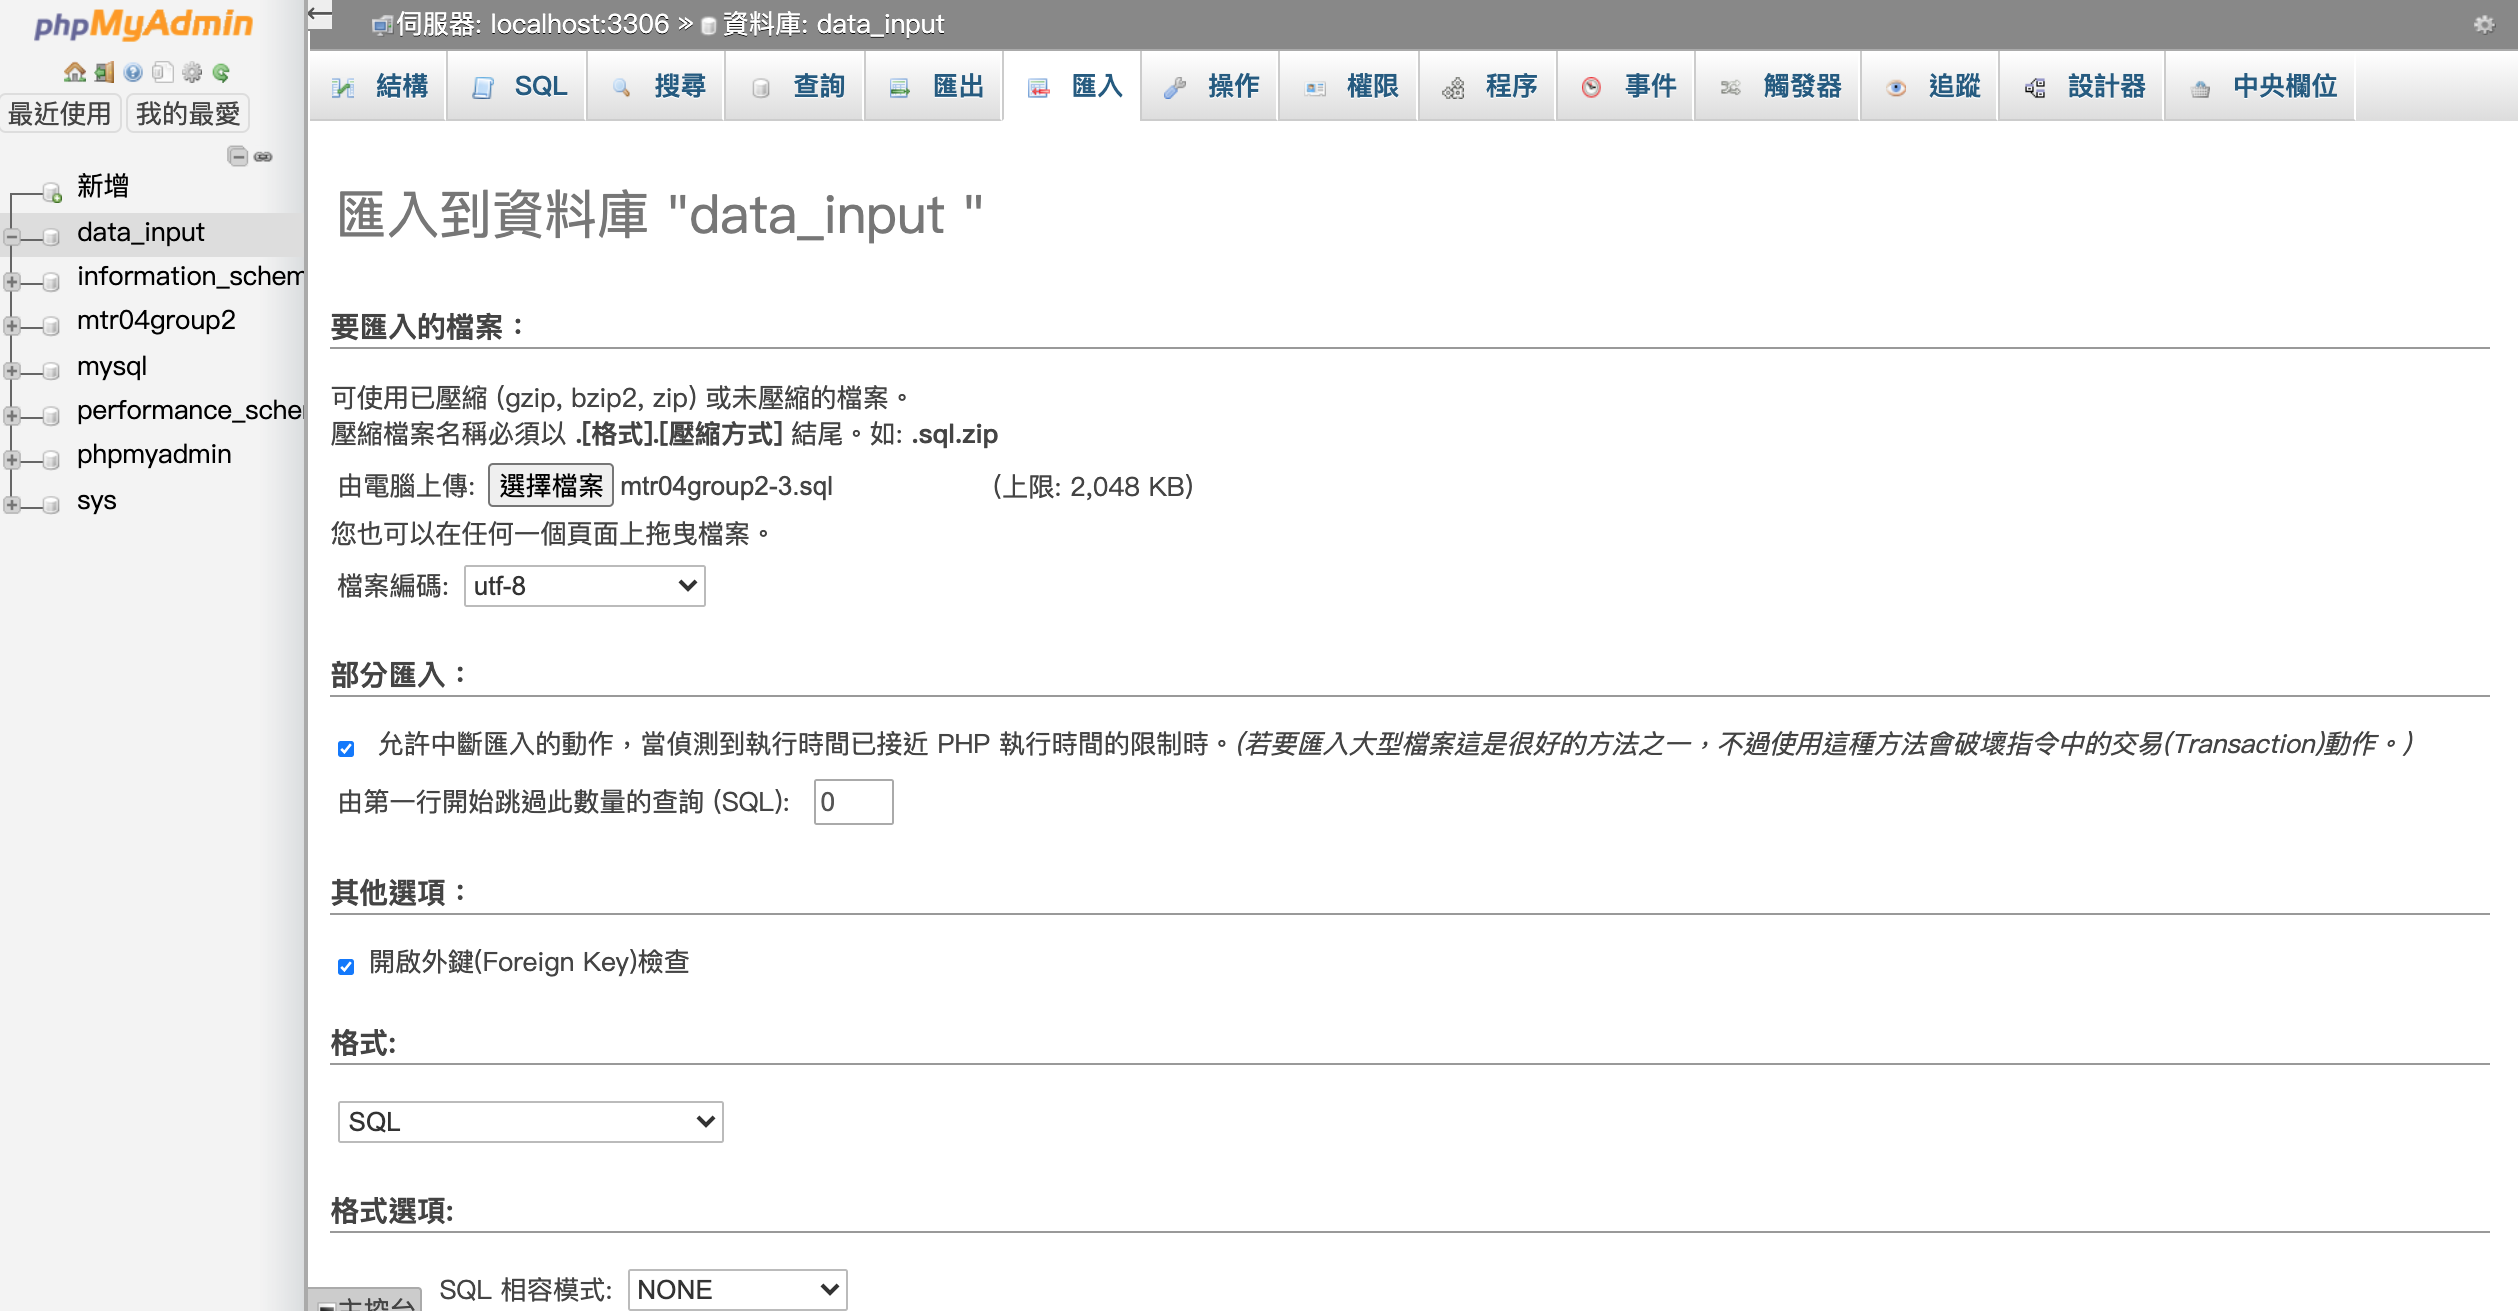 phpMyAdmin
最近使用
我的最愛
新增
data_input
information_schem
mtr04group2
mysql
performance_sche
phpmyadmin
sys
伺服器: localhost:3306 » 資料庫: data_input
結構 SQL 搜尋 查詢 匯出 匯入 操作 權限 程序 事件 觸發器 追蹤 設計器 中央欄位
匯入到資料庫 "data_input "
要匯入的檔案：
可使用已壓縮 (gzip, bzip2, zip) 或未壓縮的檔案。
壓縮檔案名稱必須以 .[格式].[壓縮方式] 結尾。如: .sql.zip
由電腦上傳: 選擇檔案 mtr04group2-3.sql (上限: 2,048 KB)
您也可以在任何一個頁面上拖曳檔案。
檔案編碼: utf-8
部分匯入：
允許中斷匯入的動作，當偵測到執行時間已接近 PHP 執行時間的限制時。(若要匯入大型檔案這是很好的方法之一，不過使用這種方法會破壞指令中的交易(Transaction)動作。)
由第一行開始跳過此數量的查詢 (SQL): 0
其他選項：
開啟外鍵(Foreign Key)檢查
格式:
SQL
格式選項:
SQL 相容模式: NONE
主控台